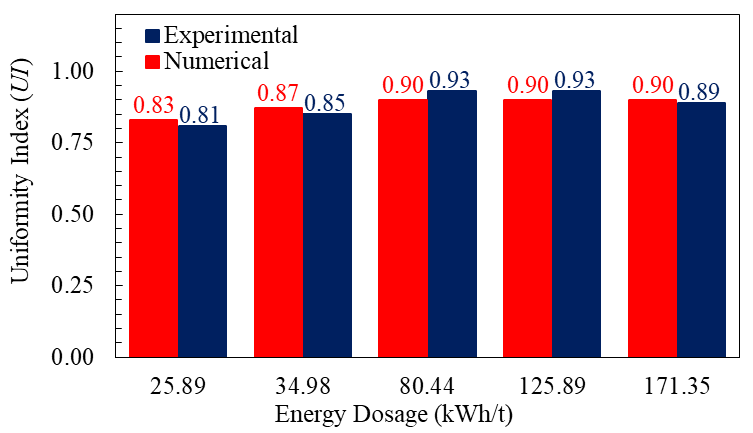 Experimental
Numerical
Uniformity Index (UI)
1.00
0.75
0.50
0.25
0.00
0.83 0.81 0.87 0.85 0.90 0.93 0.90 0.93 0.90 0.89
25.89 34.98 80.44 125.89 171.35
Energy Dosage (kWh/t)